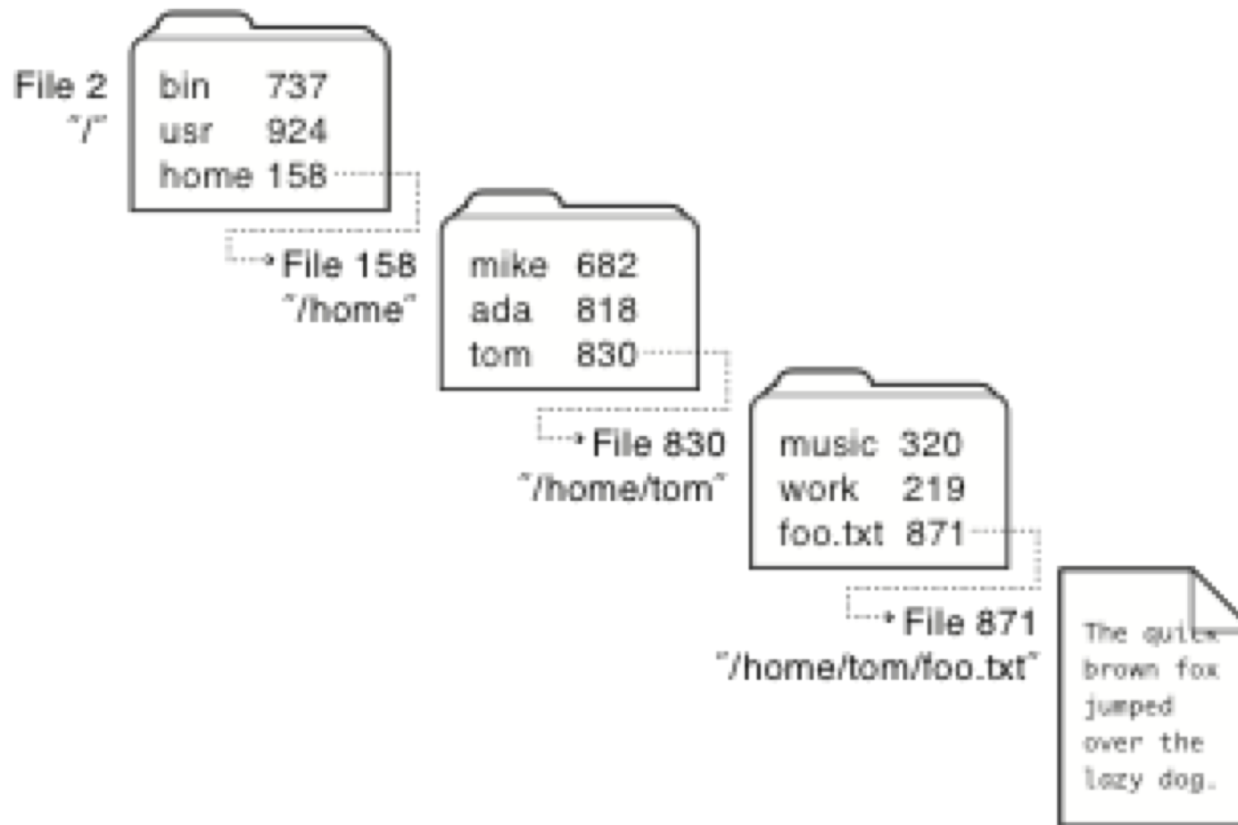 File 2
"/"
bin 737
usr 924
home 158
File 158
"/home"
mike 682
ada 818
tom 830
File 830
"/home/tom"
music 320
work 219
foo.txt 871
File 871
"/home/tom/foo.txt"
The quick
brown fox
jumped
over the
lazy dog.